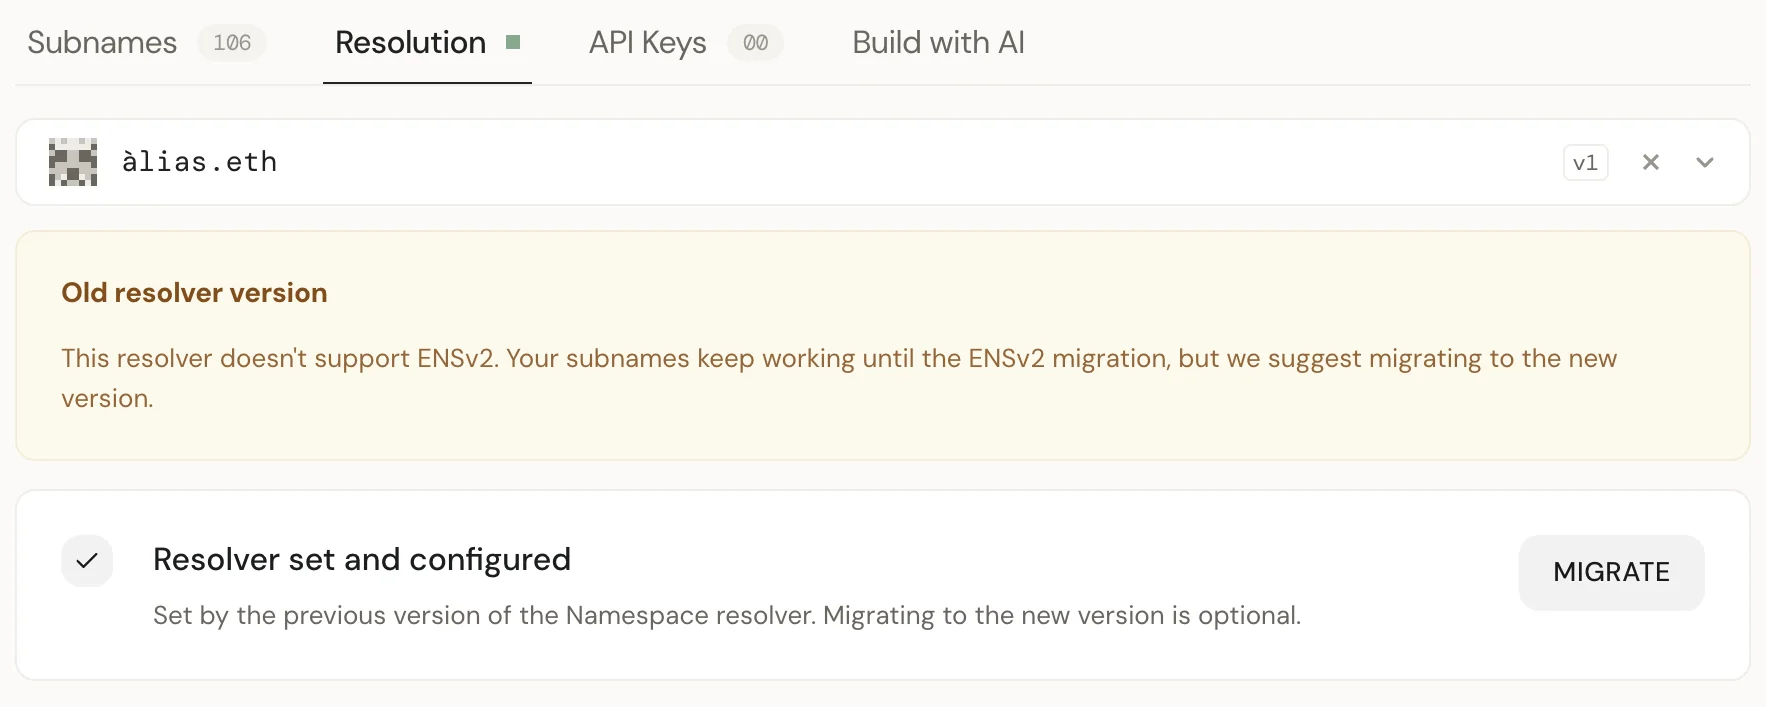 Subnames 106 Resolution API Keys 00 Build with AI
àlias.eth v1
Old resolver version
This resolver doesn't support ENSv2. Your subnames keep working until the ENSv2 migration, but we suggest migrating to the new
version.
Resolver set and configured
MIGRATE
Set by the previous version of the Namespace resolver. Migrating to the new version is optional.